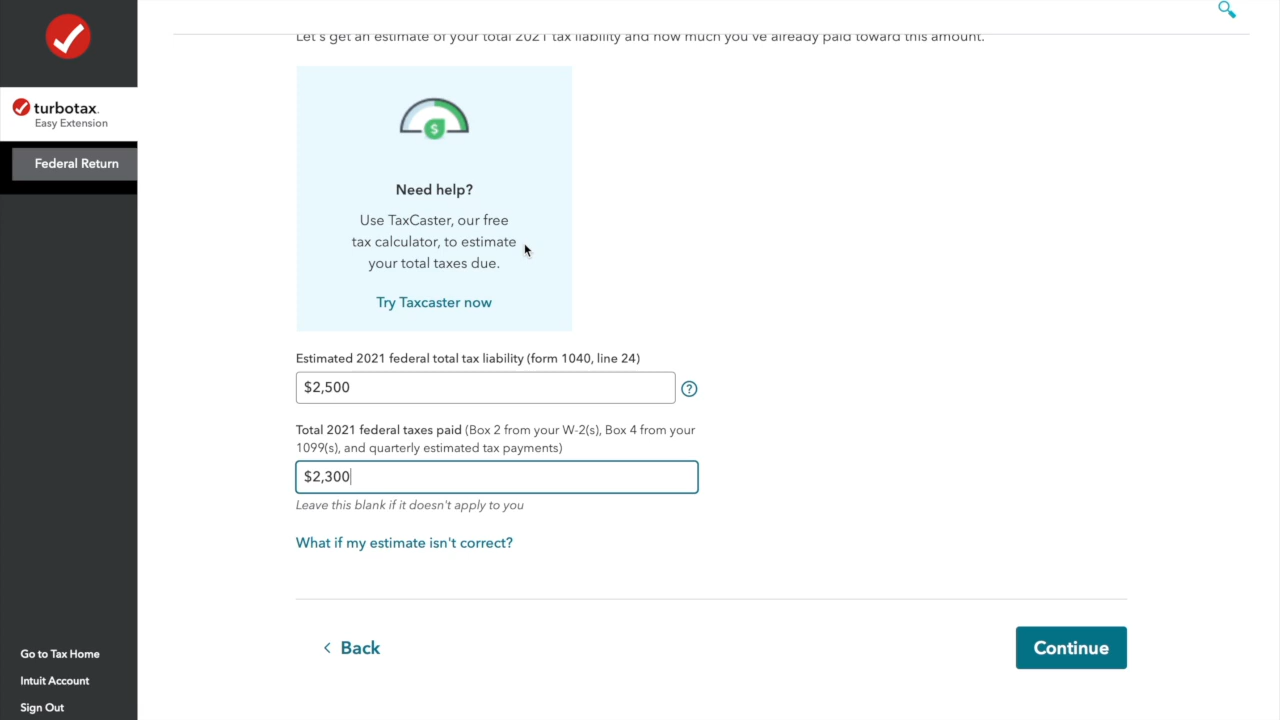 Let's get an estimate of your total 2021 tax liability and how much you've already paid toward this amount.
turbotax.
Easy Extension
Federal Return
$
Need help?
Use TaxCaster, our free
tax calculator, to estimate
your total taxes due.
Try Taxcaster now
Estimated 2021 federal total tax liability (form 1040, line 24)
$2,500
?
Total 2021 federal taxes paid (Box 2 from your W-2(s), Box 4 from your
1099(s), and quarterly estimated tax payments)
$2,300
Leave this blank if it doesn't apply to you
What if my estimate isn't correct?
< Back
Continue
Go to Tax Home
Intuit Account
Sign Out